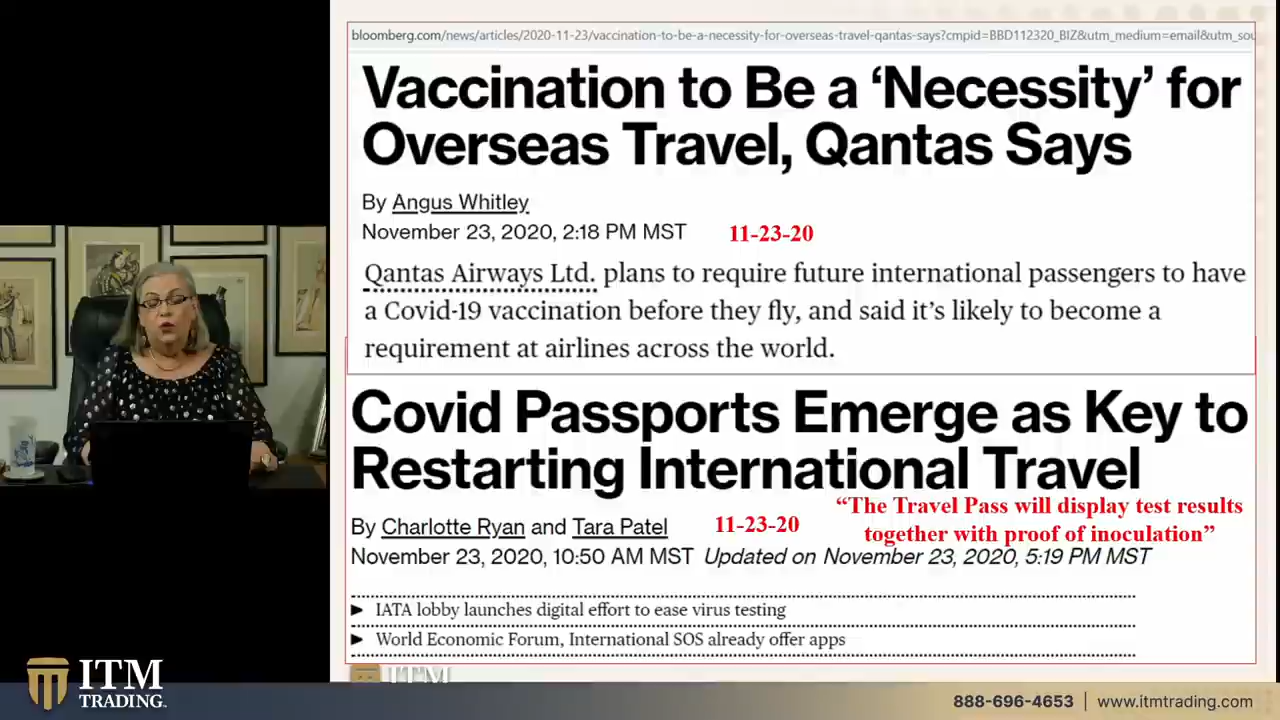 bloomberg.com/news/articles/2020-11-23/vaccination-to-be-a-necessity-for-overseas-travel-qantas-says?cmpid=BBD112320_BIZ&utm_medium=email&utm_sou
Vaccination to Be a ‘Necessity’ for
Overseas Travel, Qantas Says
By Angus Whitley
November 23, 2020, 2:18 PM MST 11-23-20
Qantas Airways Ltd. plans to require future international passengers to have
a Covid-19 vaccination before they fly, and said it’s likely to become a
requirement at airlines across the world.
Covid Passports Emerge as Key to
Restarting International Travel
“The Travel Pass will display test results
together with proof of inoculation”
By Charlotte Ryan and Tara Patel 11-23-20
November 23, 2020, 10:50 AM MST Updated on November 23, 2020, 5:19 PM MST
IATA lobby launches digital effort to ease virus testing
World Economic Forum, International SOS already offer apps
ITM
ITM
TRADING.
888-696-4653 | www.itmtrading.com